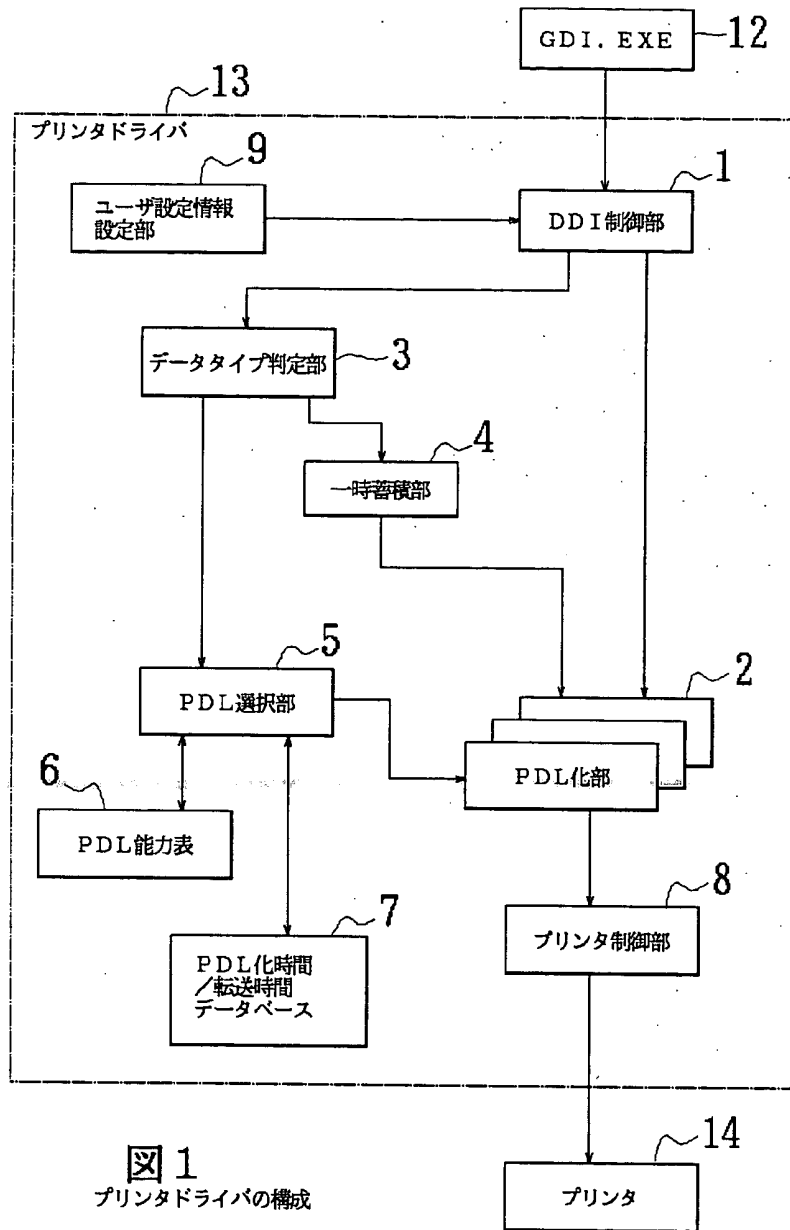 GDI.EXE
12
13
プリンタドライバ
9
ユーザ設定情報
設定部
1
DDI制御部
データタイプ判定部
3
4
一時蓄積部
5
PDL選択部
2
PDL化部
6
PDL能力表
7
PDL化時間
/転送時間
データベース
8
プリンタ制御部
図1
プリンタドライバの構成
14
プリンタ